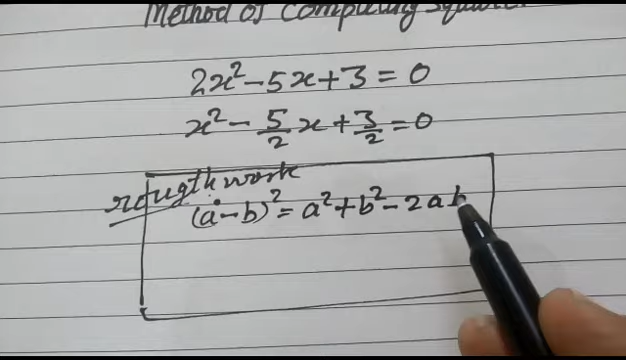 Method of Completing Square
2x² - 5x + 3 = 0
x² - 5/2 x + 3/2 = 0
rougth work
(a - b)² = a² + b² - 2ab